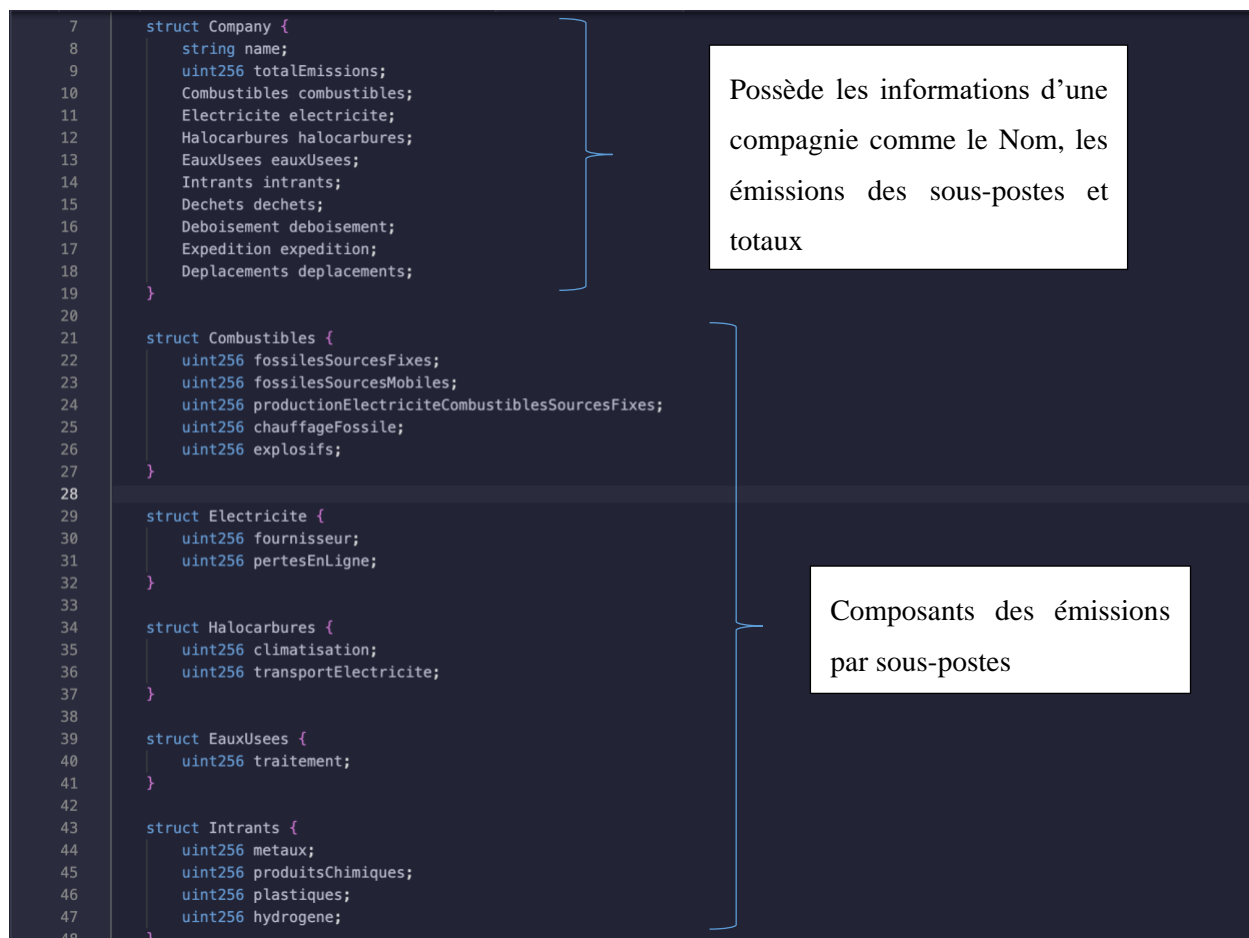 7 struct Company {
8 string name;
9 uint256 totalEmissions;
10 Combustibles combustibles;
11 Electricite electricite;
12 Halocarbures halocarbures;
13 EauxUsees eauxUsees;
14 Intrants intrants;
15 Dechets dechets;
16 Deboisement deboisement;
17 Expedition expedition;
18 Deplacements deplacements;
19 }
20
21 struct Combustibles {
22 uint256 fossilesSourcesFixes;
23 uint256 fossilesSourcesMobiles;
24 uint256 productionElectriciteCombustiblesSourcesFixes;
25 uint256 chauffageFossile;
26 uint256 explosifs;
27 }
28
29 struct Electricite {
30 uint256 fournisseur;
31 uint256 pertesEnLigne;
32 }
33
34 struct Halocarbures {
35 uint256 climatisation;
36 uint256 transportElectricite;
37 }
38
39 struct EauxUsees {
40 uint256 traitement;
41 }
42
43 struct Intrants {
44 uint256 metaux;
45 uint256 produitsChimiques;
46 uint256 plastiques;
47 uint256 hydrogene;
48 }
Possède les informations d’une
compagnie comme le Nom, les
émissions des sous-postes et
totaux
Composants des émissions
par sous-postes